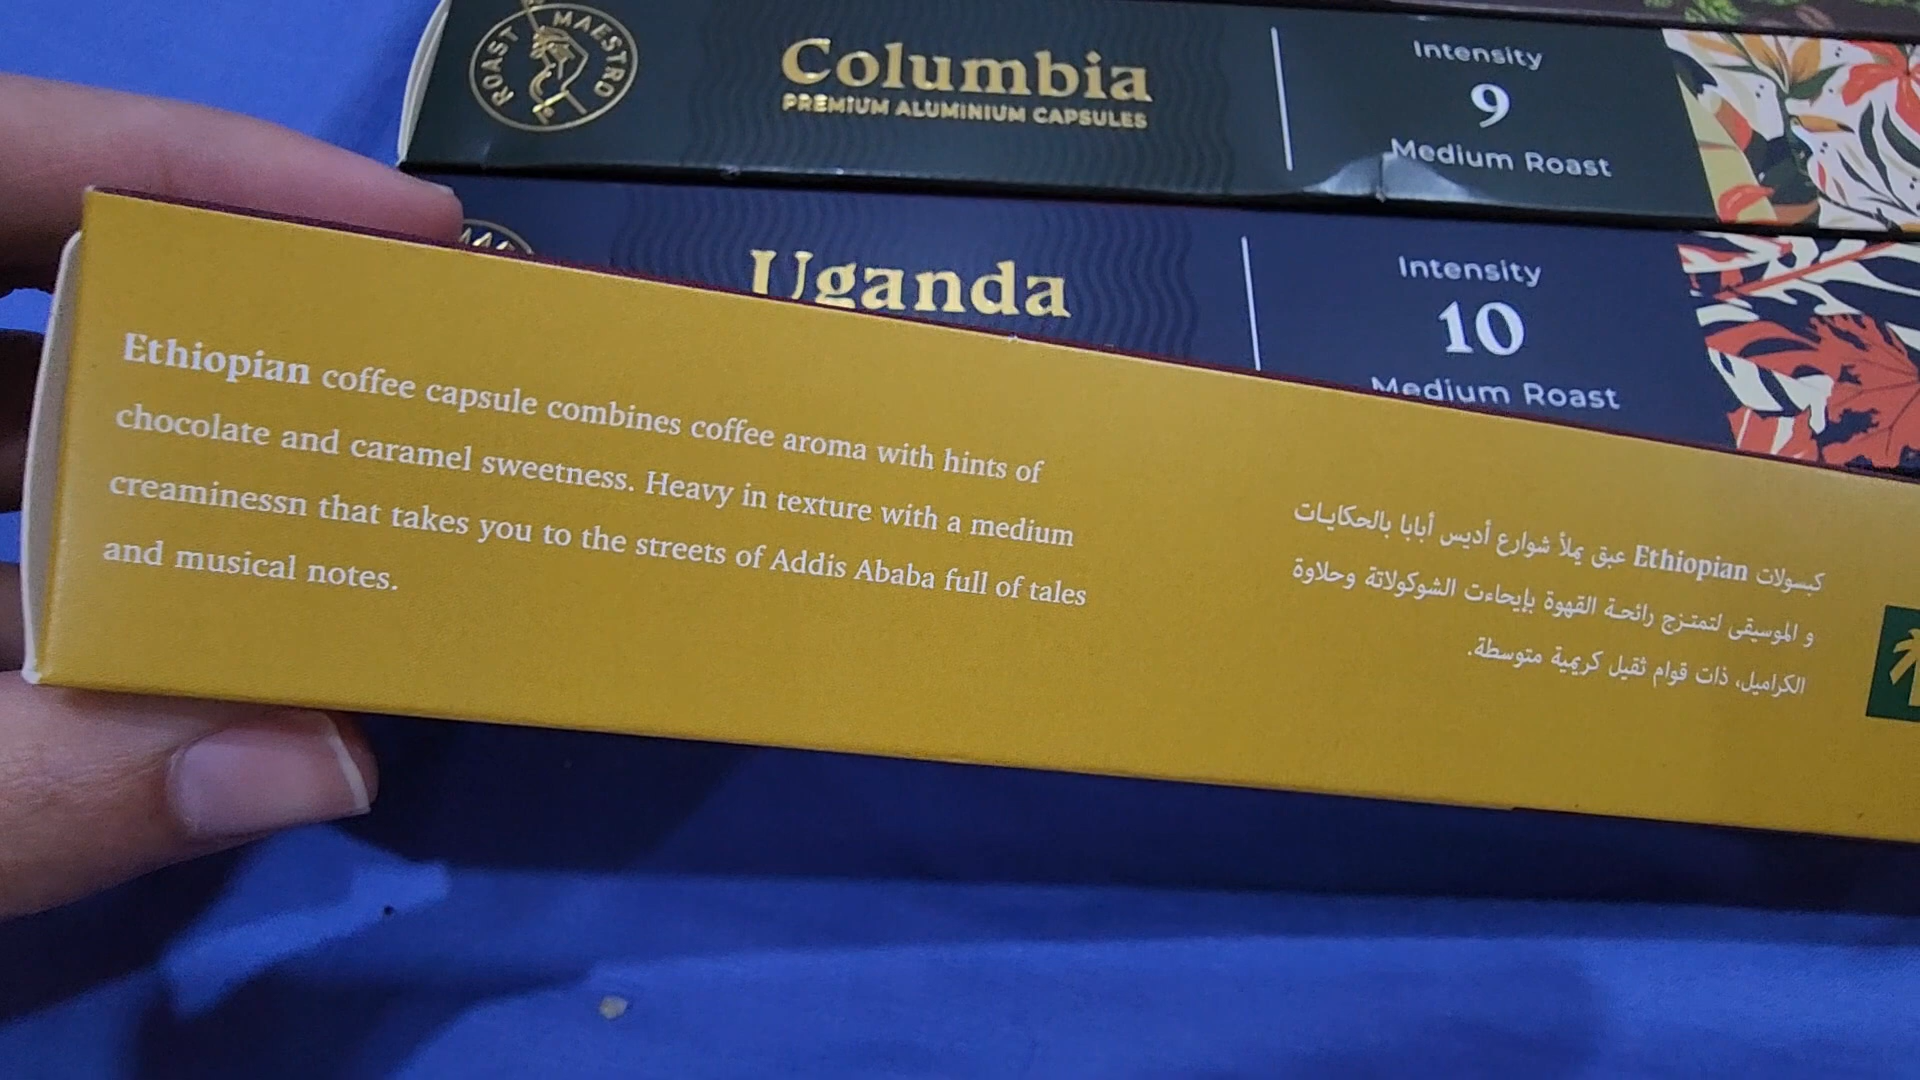 ROAST MAESTRO
Columbia
PREMIUM ALUMINIUM CAPSULES
Intensity
9
Medium Roast
Uganda
Intensity
10
Medium Roast
Ethiopian coffee capsule combines coffee aroma with hints of
chocolate and caramel sweetness. Heavy in texture with a medium
creaminessn that takes you to the streets of Addis Ababa full of tales
and musical notes.
كبسولات Ethiopian عبق يملأ شوارع أديس أبابا بالحكايات
و الموسيقى لتمتزج رائحة القهوة بإيحاءت الشوكولاتة وحلاوة
الكراميل، ذات قوام ثقيل كريمية متوسطة.